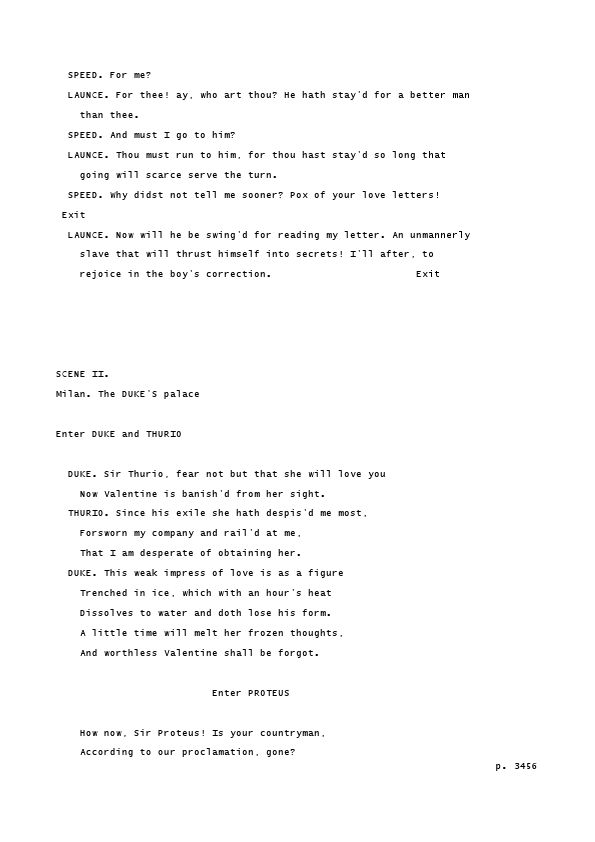 SPEED. For me?
LAUNCE. For thee! ay, who art thou? He hath stay'd for a better man
than thee.
SPEED. And must I go to him?
LAUNCE. Thou must run to him, for thou hast stay'd so long that
going will scarce serve the turn.
SPEED. Why didst not tell me sooner? Pox of your love letters!
Exit
LAUNCE. Now will he be swing'd for reading my letter. An unmannerly
slave that will thrust himself into secrets! I'll after, to
rejoice in the boy's correction. Exit
SCENE II.
Milan. The DUKE'S palace
Enter DUKE and THURIO
DUKE. Sir Thurio, fear not but that she will love you
Now Valentine is banish'd from her sight.
THURIO. Since his exile she hath despis'd me most,
Forsworn my company and rail'd at me,
That I am desperate of obtaining her.
DUKE. This weak impress of love is as a figure
Trenched in ice, which with an hour's heat
Dissolves to water and doth lose his form.
A little time will melt her frozen thoughts,
And worthless Valentine shall be forgot.
Enter PROTEUS
How now, Sir Proteus! Is your countryman,
According to our proclamation, gone?
p. 3456